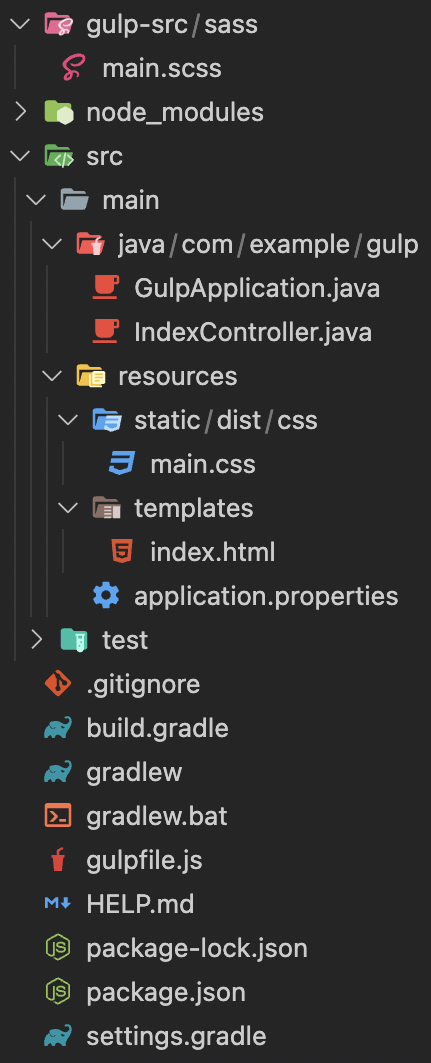 gulp-src/sass
main.scss
node_modules
src
main
java/com/example/gulp
GulpApplication.java
IndexController.java
resources
static/dist/css
main.css
templates
index.html
application.properties
test
.gitignore
build.gradle
gradlew
gradlew.bat
gulpfile.js
HELP.md
package-lock.json
package.json
settings.gradle